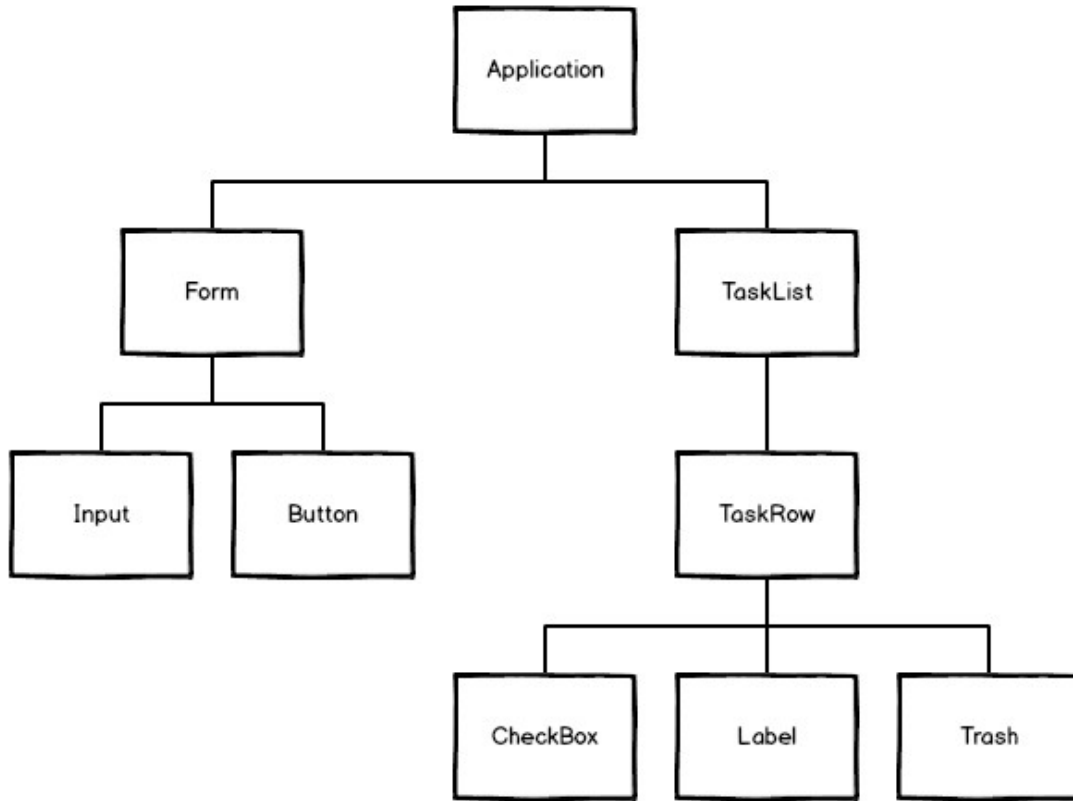 Application
Form
TaskList
Input
Button
TaskRow
CheckBox
Label
Trash